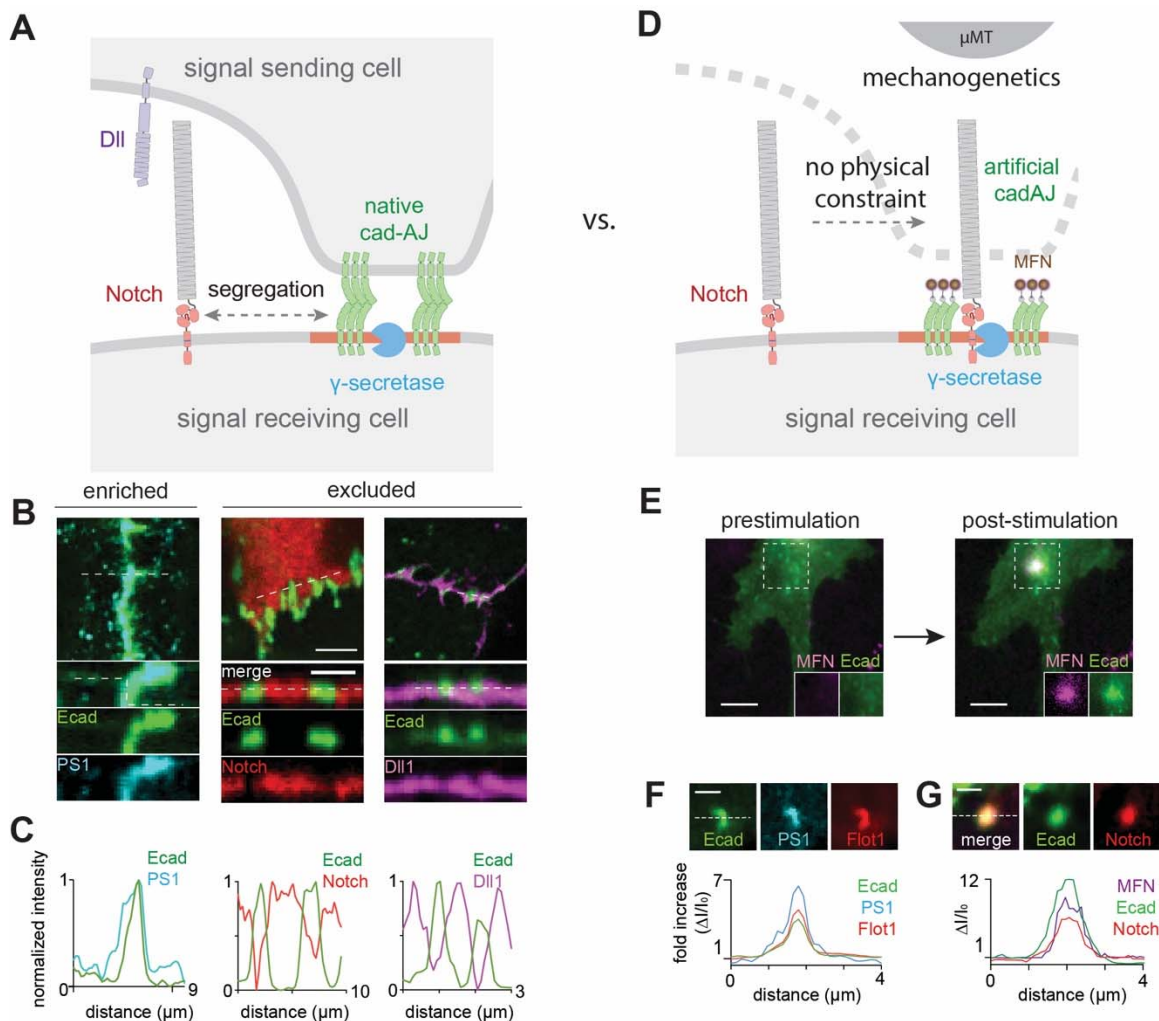 A
signal sending cell
Dll
native
cad-AJ
Notch
segregation
γ-secretase
signal receiving cell
vs.
D
µMT
mechanogenetics
no physical
constraint
artificial
cadAJ
MFN
Notch
γ-secretase
signal receiving cell
B
enriched
excluded
merge
Ecad
Ecad
Ecad
PS1
Notch
Dll1
C
normalized intensity
1
0
Ecad
PS1
9
distance (µm)
1
0
Ecad
Notch
10
distance (µm)
1
0
Ecad
Dll1
3
distance (µm)
E
prestimulation
post-stimulation
MFN Ecad
MFN Ecad
F
Ecad
PS1
Flot1
fold increase
(ΔI/I₀)
7
1
Ecad
PS1
Flot1
0
4
distance (µm)
G
merge
Ecad
Notch
ΔI/I₀
12
1
MFN
Ecad
Notch
0
4
distance (µm)